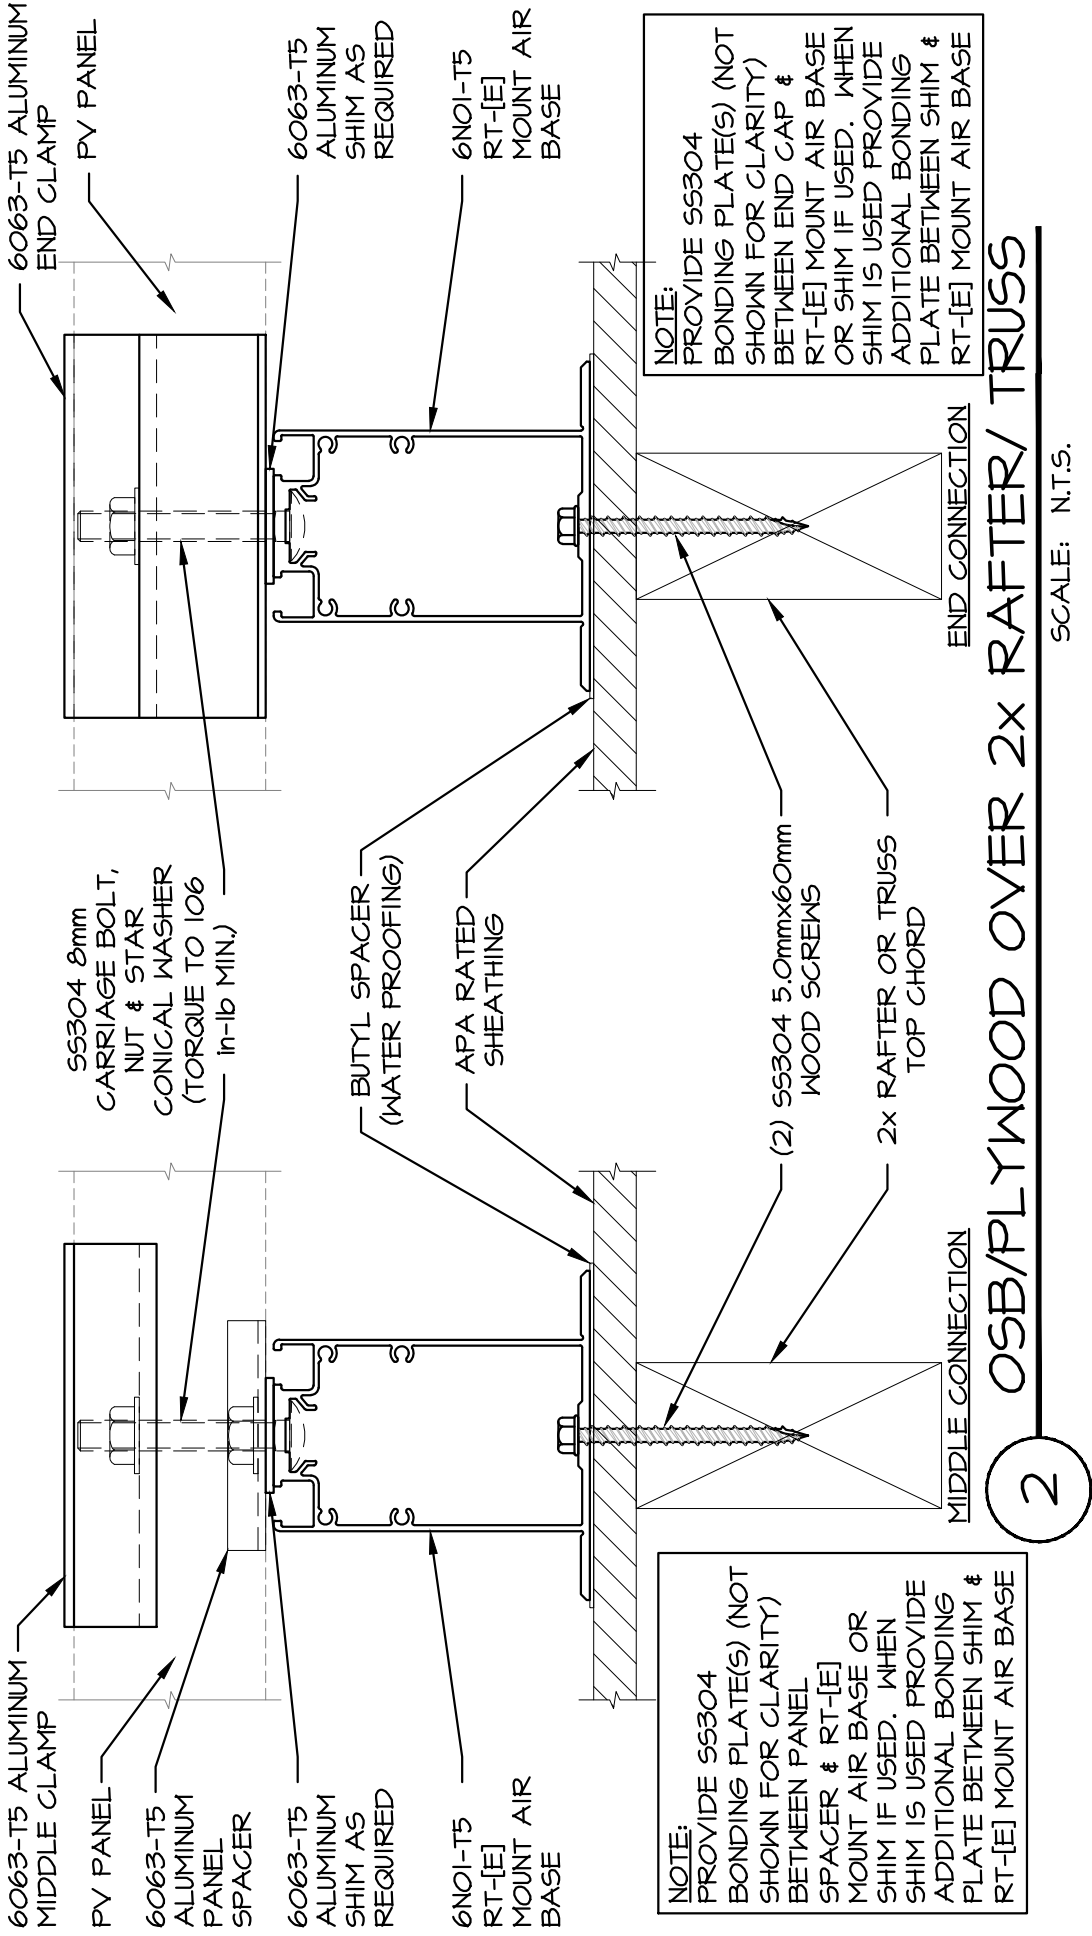 6063-T5 ALUMINUM
MIDDLE CLAMP
PV PANEL
6063-T5
ALUMINUM
PANEL
SPACER
6063-T5
ALUMINUM
SHIM AS
REQUIRED
6N01-T5
RT-[E]
MOUNT AIR
BASE
NOTE:
PROVIDE SS304
BONDING PLATE(S) (NOT
SHOWN FOR CLARITY)
BETWEEN PANEL
SPACER & RT-[E]
MOUNT AIR BASE OR
SHIM IF USED. WHEN
SHIM IS USED PROVIDE
ADDITIONAL BONDING
PLATE BETWEEN SHIM &
RT-[E] MOUNT AIR BASE
SS304 8mm
CARRIAGE BOLT,
NUT & STAR
CONICAL WASHER
(TORQUE TO 106
in-lb MIN.)
BUTYL SPACER
(WATER PROOFING)
APA RATED
SHEATHING
(2) SS304 5.0mmx60mm
WOOD SCREWS
2x RAFTER OR TRUSS
TOP CHORD
6063-T5 ALUMINUM
END CLAMP
PV PANEL
6063-T5
ALUMINUM
SHIM AS
REQUIRED
6N01-T5
RT-[E]
MOUNT AIR
BASE
NOTE:
PROVIDE SS304
BONDING PLATE(S) (NOT
SHOWN FOR CLARITY)
BETWEEN END CAP &
RT-[E] MOUNT AIR BASE
OR SHIM IF USED. WHEN
SHIM IS USED PROVIDE
ADDITIONAL BONDING
PLATE BETWEEN SHIM &
RT-[E] MOUNT AIR BASE
MIDDLE CONNECTION
END CONNECTION
2
OSB/PLYWOOD OVER 2x RAFTER/ TRUSS
SCALE: N.T.S.